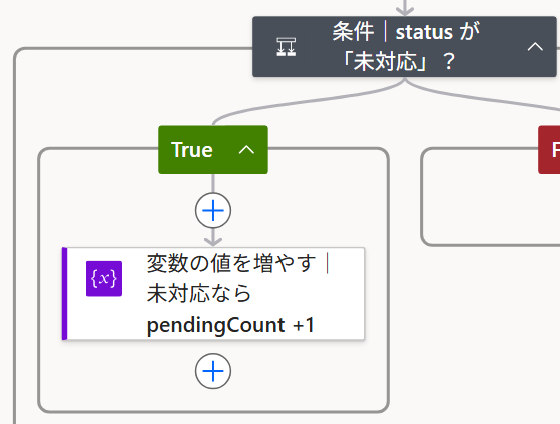 条件｜status が
「未対応」？
True
F
{x}
変数の値を増やす｜
未対応なら
pendingCount +1